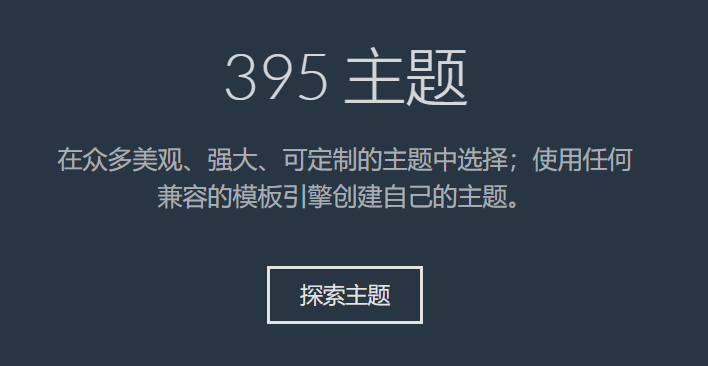 395 主题
在众多美观、强大、可定制的主题中选择；使用任何
兼容的模板引擎创建自己的主题。
探索主题